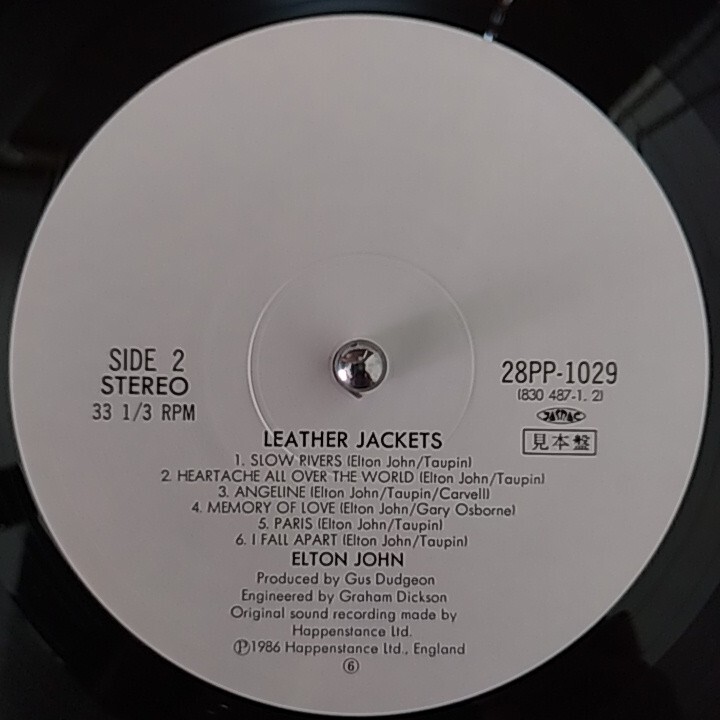 SIDE 2
STEREO
33 1/3 RPM
28PP-1029
(830 487-1, 2)
JASRAC
見本盤
LEATHER JACKETS
1. SLOW RIVERS (Elton John/Taupin)
2. HEARTACHE ALL OVER THE WORLD (Elton John/Taupin)
3. ANGELINE (Elton John/Taupin/Carvell)
4. MEMORY OF LOVE (Elton John/Gary Osborne)
5. PARIS (Elton John/Taupin)
6. I FALL APART (Elton John/Taupin)
ELTON JOHN
Produced by Gus Dudgeon
Engineered by Graham Dickson
Original sound recording made by
Happenstance Ltd.
Ⓟ1986 Happenstance Ltd., England
⑥